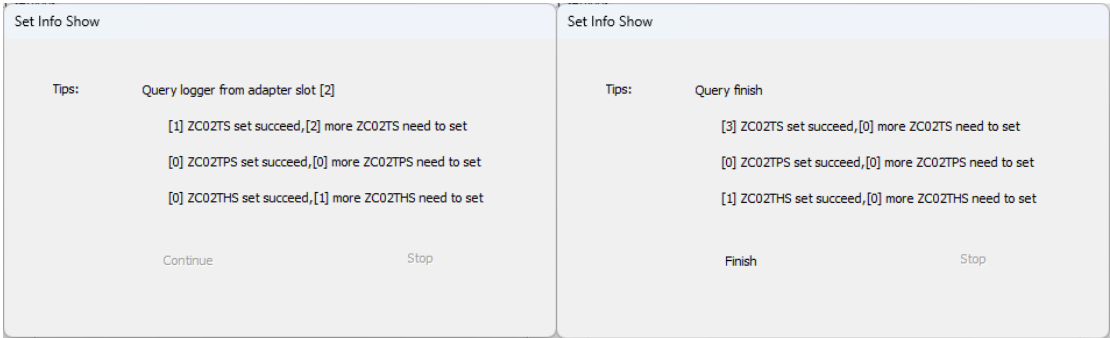 Set Info Show
Tips: Query logger from adapter slot [2]
[1] ZC02TS set succeed,[2] more ZC02TS need to set
[0] ZC02TPS set succeed,[0] more ZC02TPS need to set
[0] ZC02THS set succeed,[1] more ZC02THS need to set
Continue Stop
Set Info Show
Tips: Query finish
[3] ZC02TS set succeed,[0] more ZC02TS need to set
[0] ZC02TPS set succeed,[0] more ZC02TPS need to set
[1] ZC02THS set succeed,[0] more ZC02THS need to set
Finish Stop